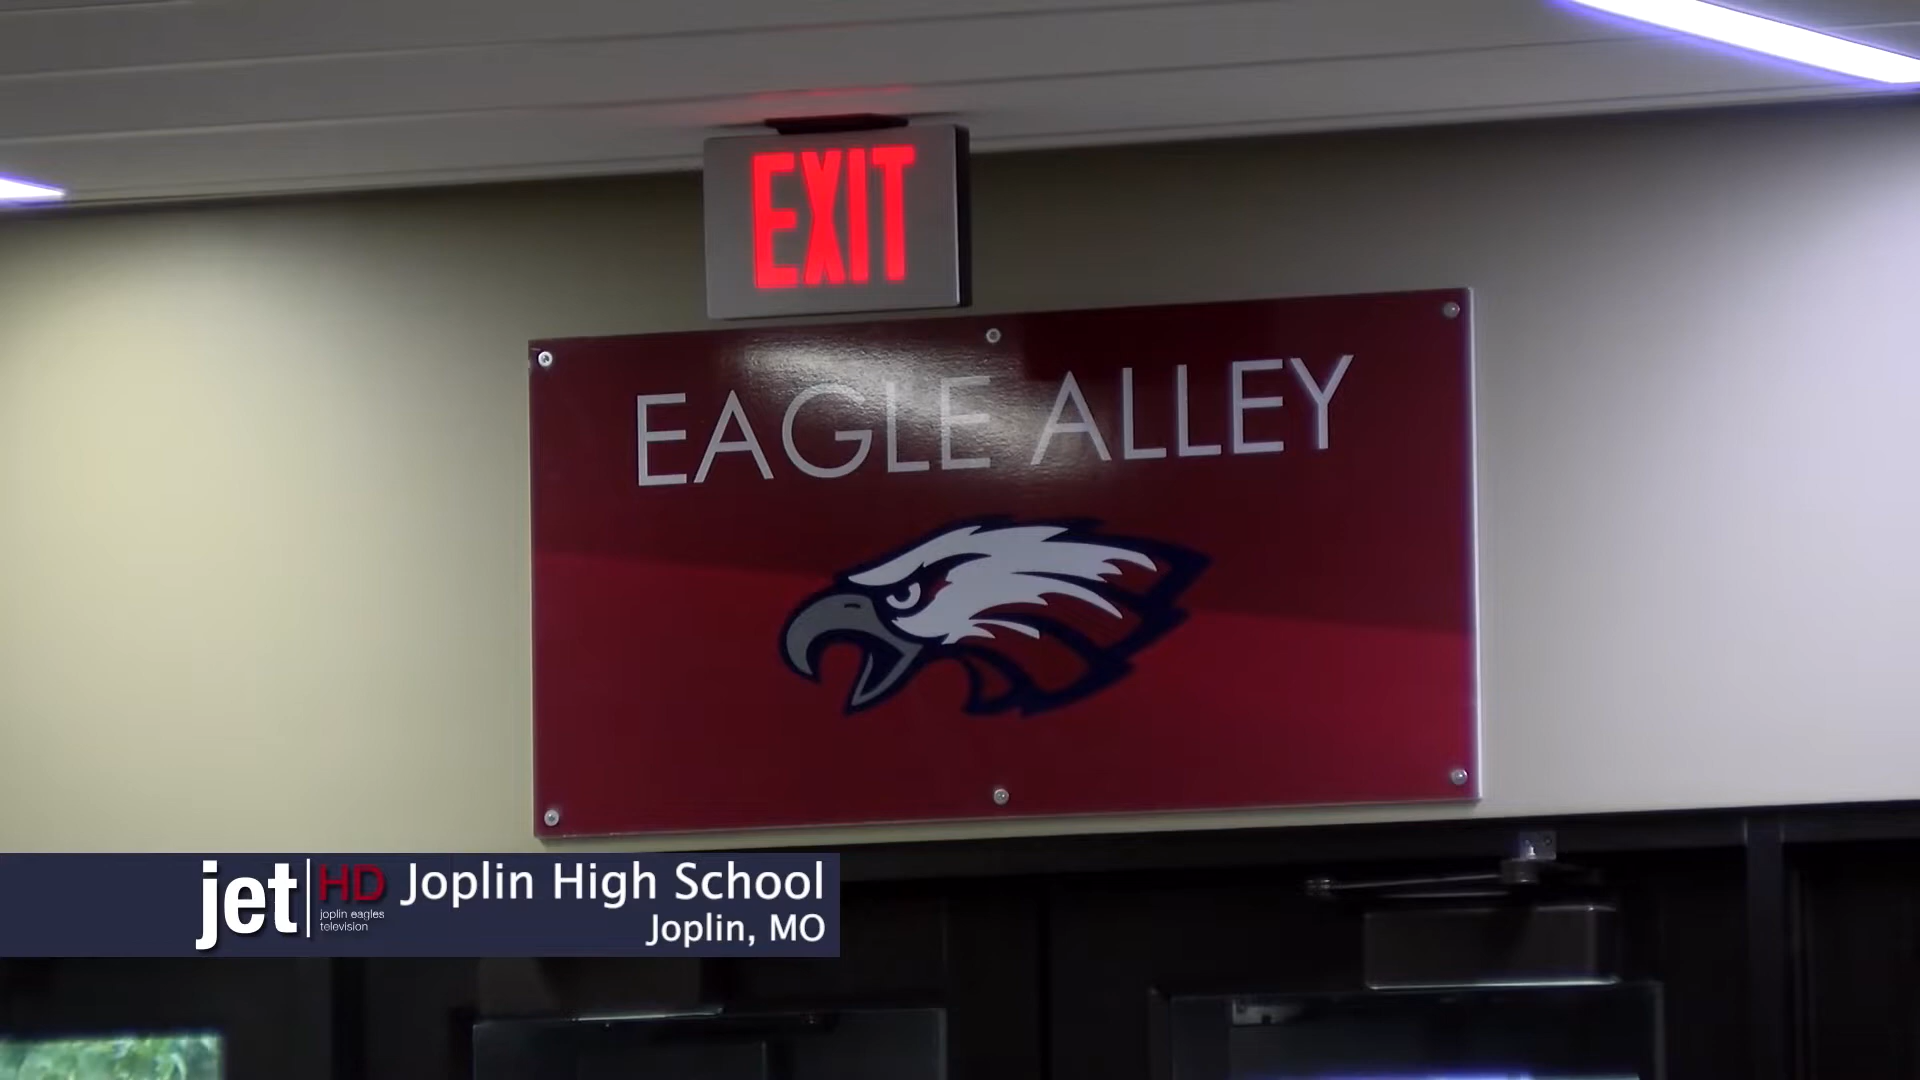 EXIT
EAGLE ALLEY
jet HD Joplin High School
joplin eagles
television
Joplin, MO